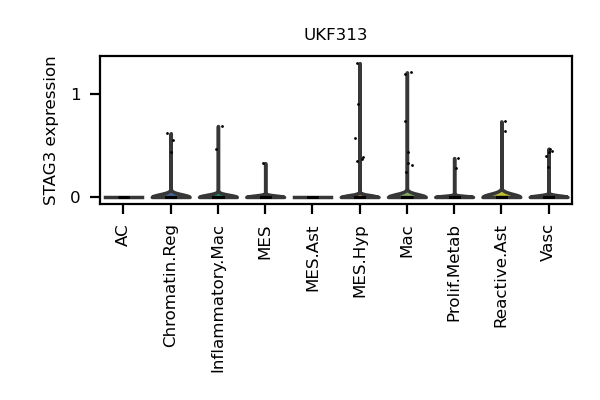 UKF313
STAG3 expression
1
0
AC
Chromatin.Reg
Inflammatory.Mac
MES
MES.Ast
MES.Hyp
Mac
Prolif.Metab
Reactive.Ast
Vasc